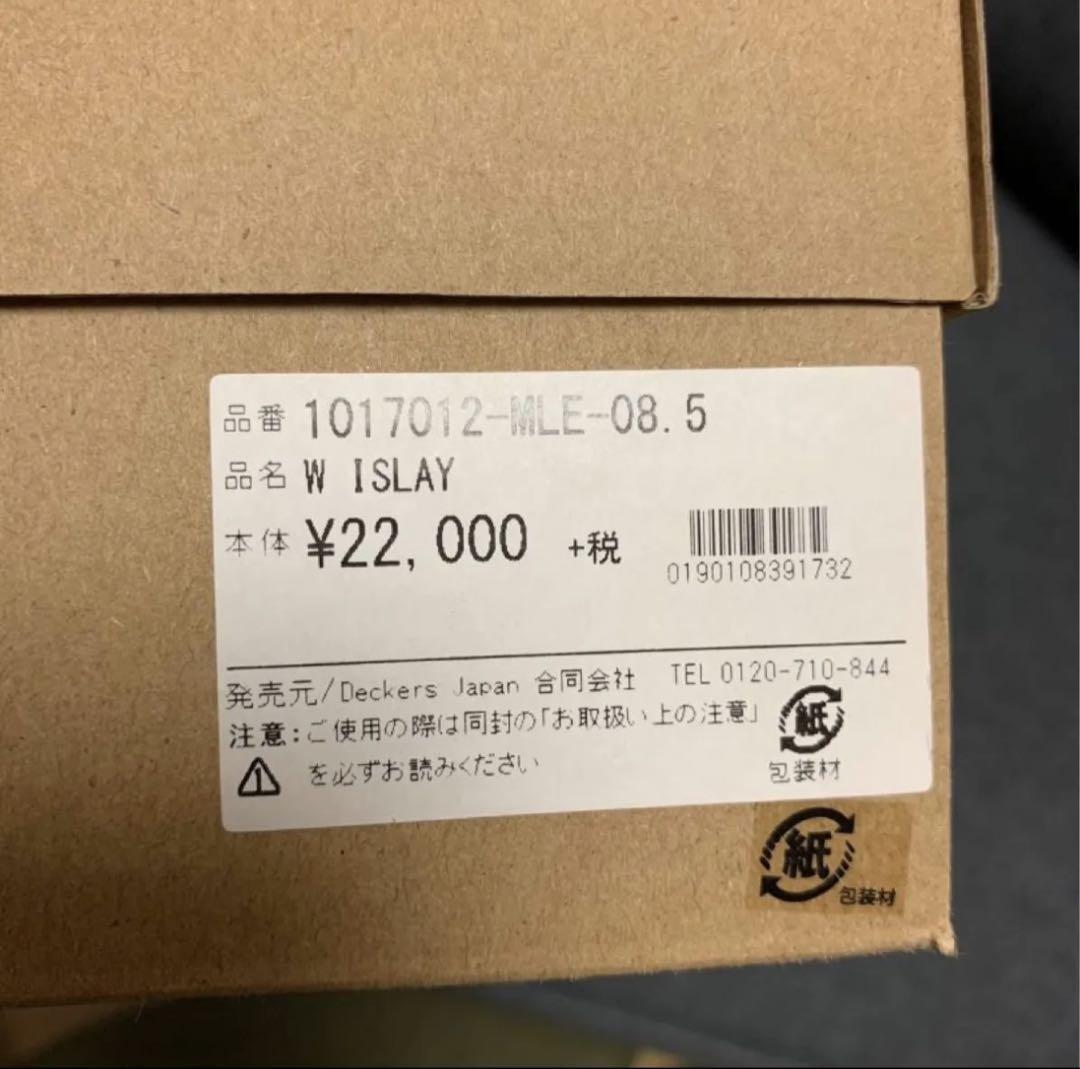 品番 1017012-MLE-08.5
品名 W ISLAY
本体 ¥22,000 +税
0190108391732
発売元/Deckers Japan 合同会社 TEL 0120-710-844
注意:ご使用の際は同封の「お取扱い上の注意」
を必ずお読みください
紙
包装材
紙
包装材